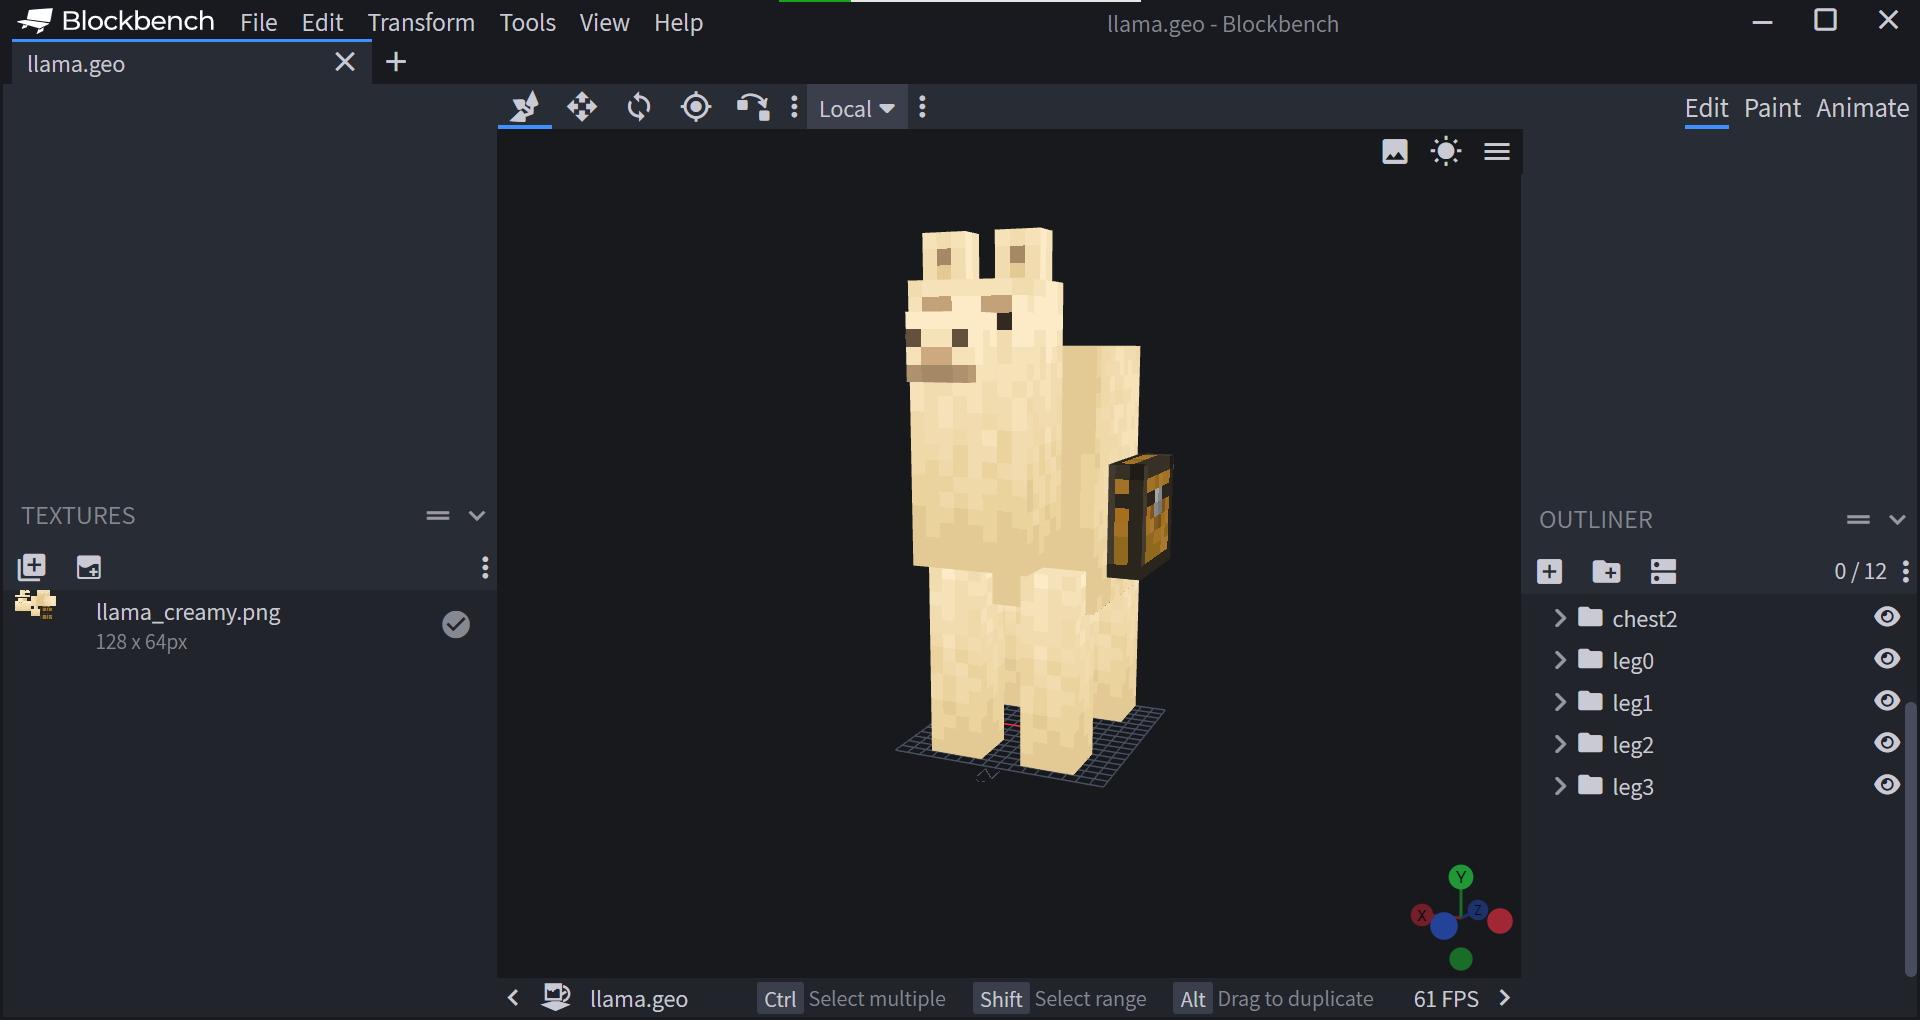 Blockbench File Edit Transform Tools View Help
llama.geo - Blockbench
llama.geo
Local
Edit Paint Animate
TEXTURES
llama_creamy.png
128 x 64px
OUTLINER
0 / 12
chest2
leg0
leg1
leg2
leg3
Y
X
Z
llama.geo
Ctrl Select multiple
Shift Select range
Alt Drag to duplicate
61 FPS